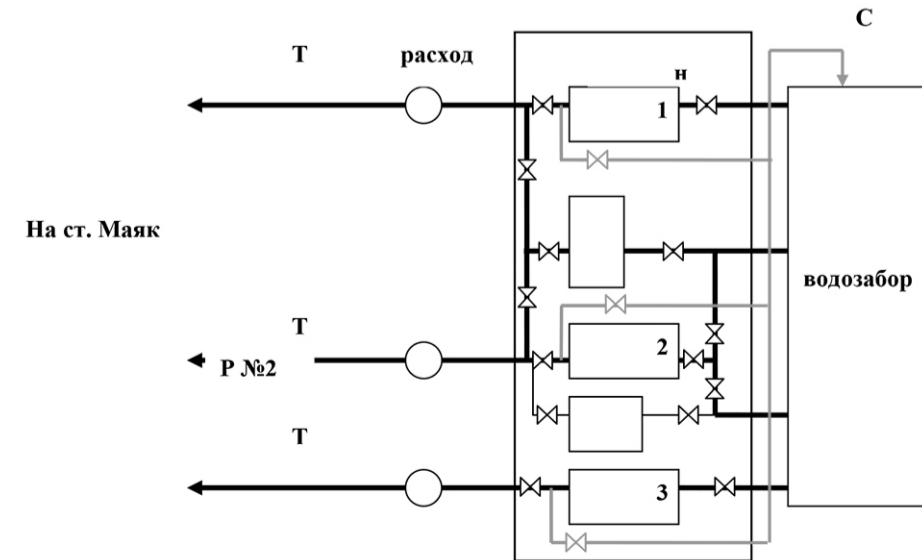 С
Т
расход
н
1
На ст. Маяк
водозабор
Т
2
Р №2
Т
3